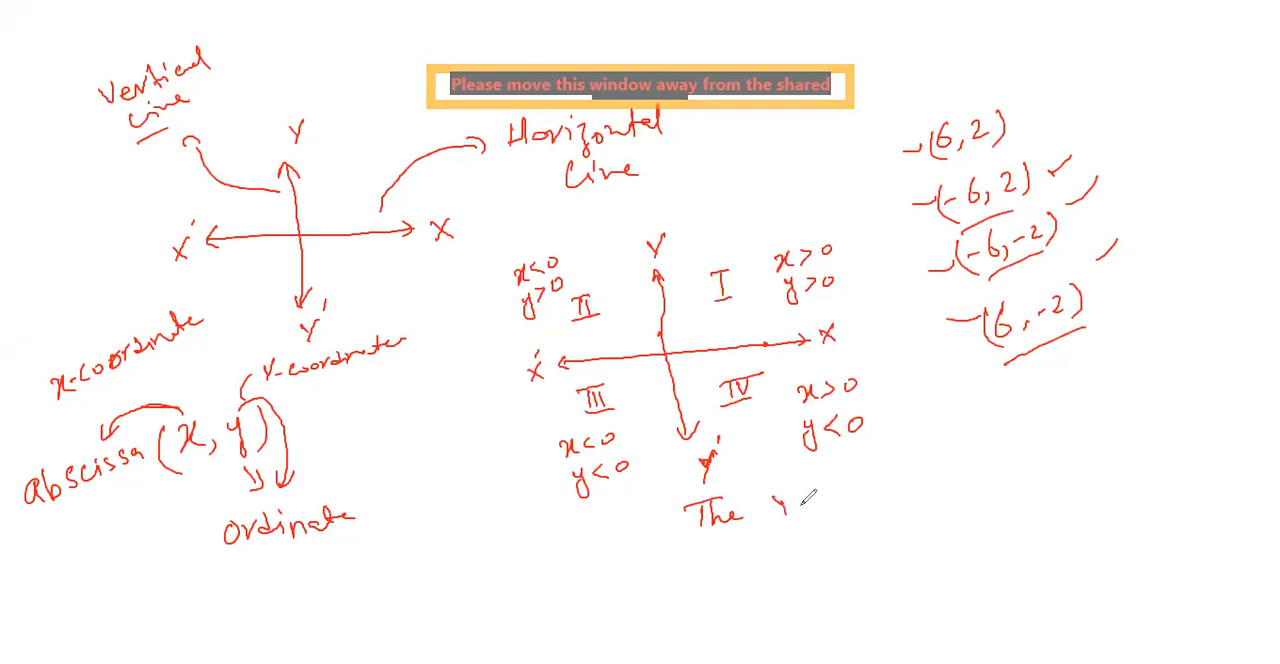 Please move this window away from the shared
Vertical
Line
Y
Horizontal
Line
X'
X
Y'
x-coordinate
Y-coordinate
abscissa (x, y)
Ordinate
-(6, 2)
-(-6, 2)
-(-6, -2)
-(6, -2)
Y
x<0
y>0
II
I
x>0
y>0
X'
X
III
IV
x<0
y<0
x>0
y<0
Y'
The